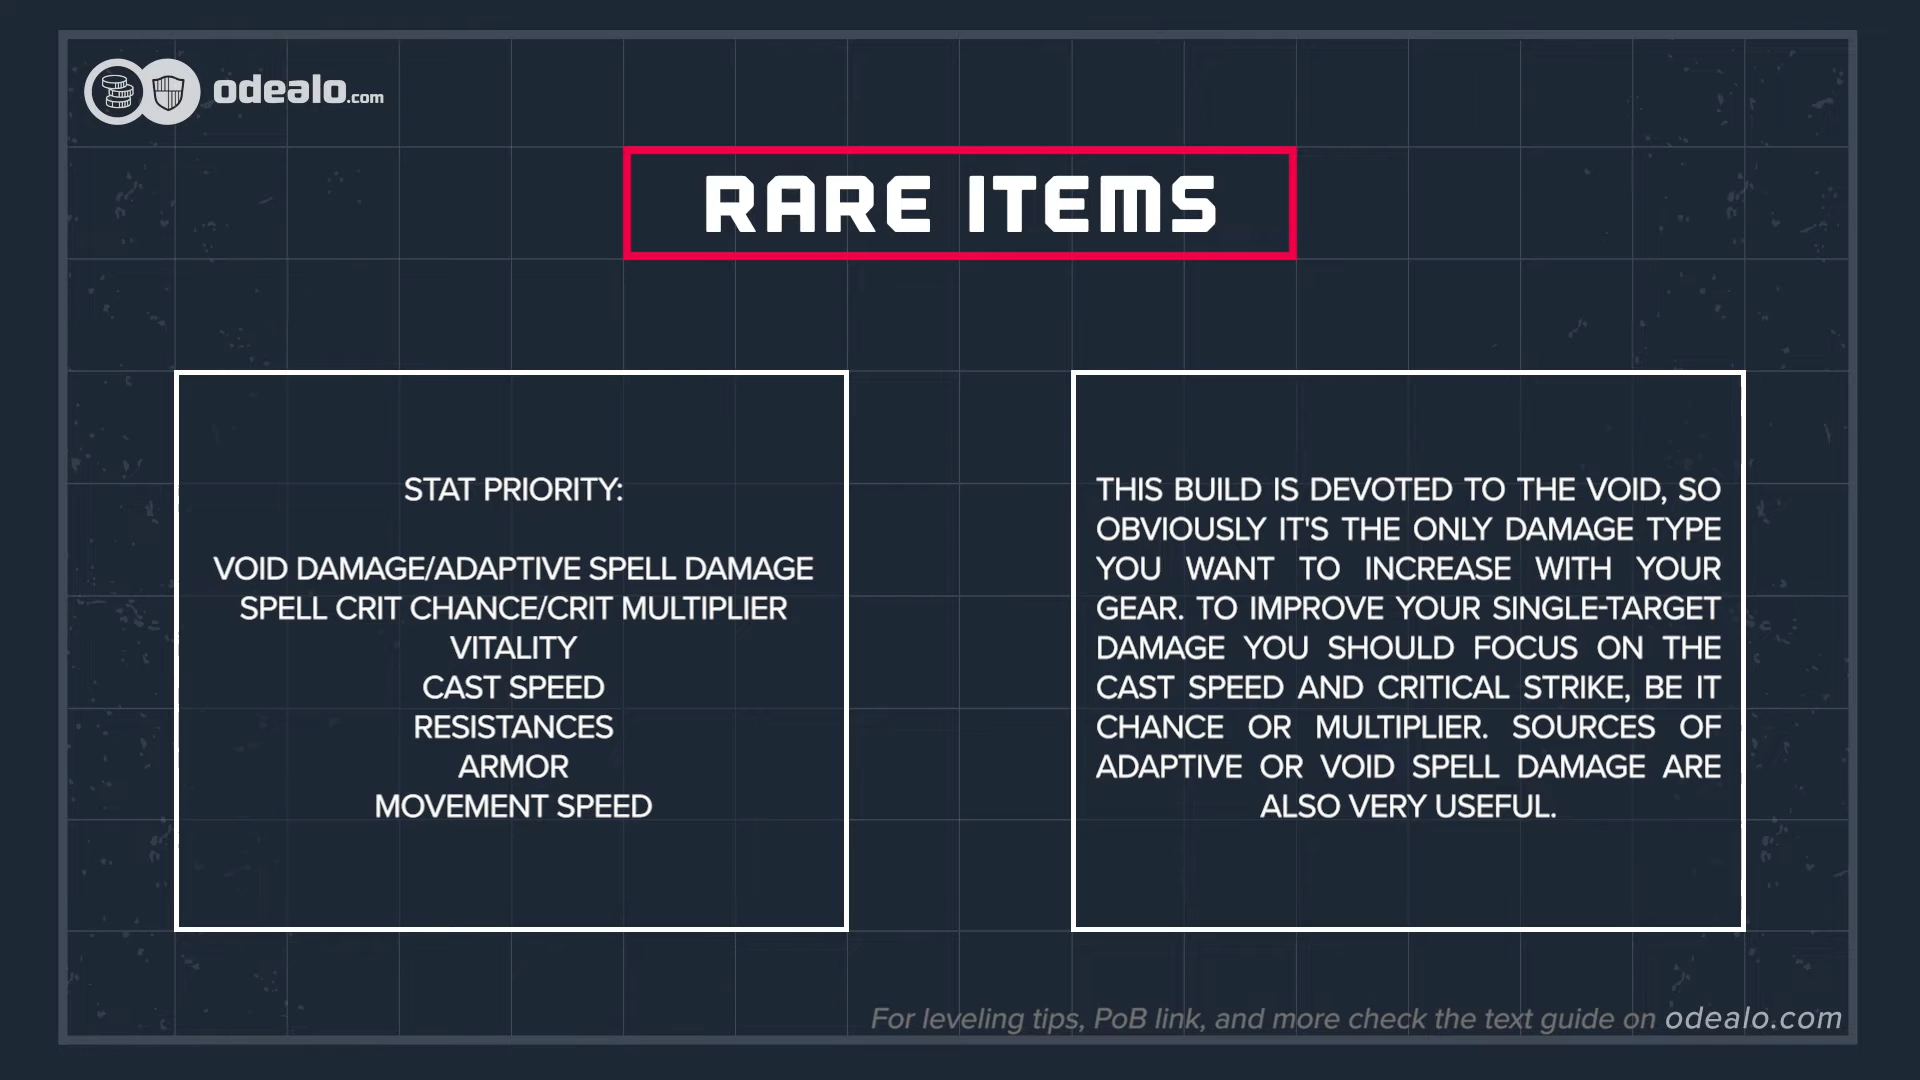 odealo.com
RARE ITEMS
STAT PRIORITY:
VOID DAMAGE/ADAPTIVE SPELL DAMAGE
SPELL CRIT CHANCE/CRIT MULTIPLIER
VITALITY
CAST SPEED
RESISTANCES
ARMOR
MOVEMENT SPEED
THIS BUILD IS DEVOTED TO THE VOID, SO
OBVIOUSLY IT'S THE ONLY DAMAGE TYPE
YOU WANT TO INCREASE WITH YOUR
GEAR. TO IMPROVE YOUR SINGLE-TARGET
DAMAGE YOU SHOULD FOCUS ON THE
CAST SPEED AND CRITICAL STRIKE, BE IT
CHANCE OR MULTIPLIER. SOURCES OF
ADAPTIVE OR VOID SPELL DAMAGE ARE
ALSO VERY USEFUL.
For leveling tips, PoB link, and more check the text guide on odealo.com